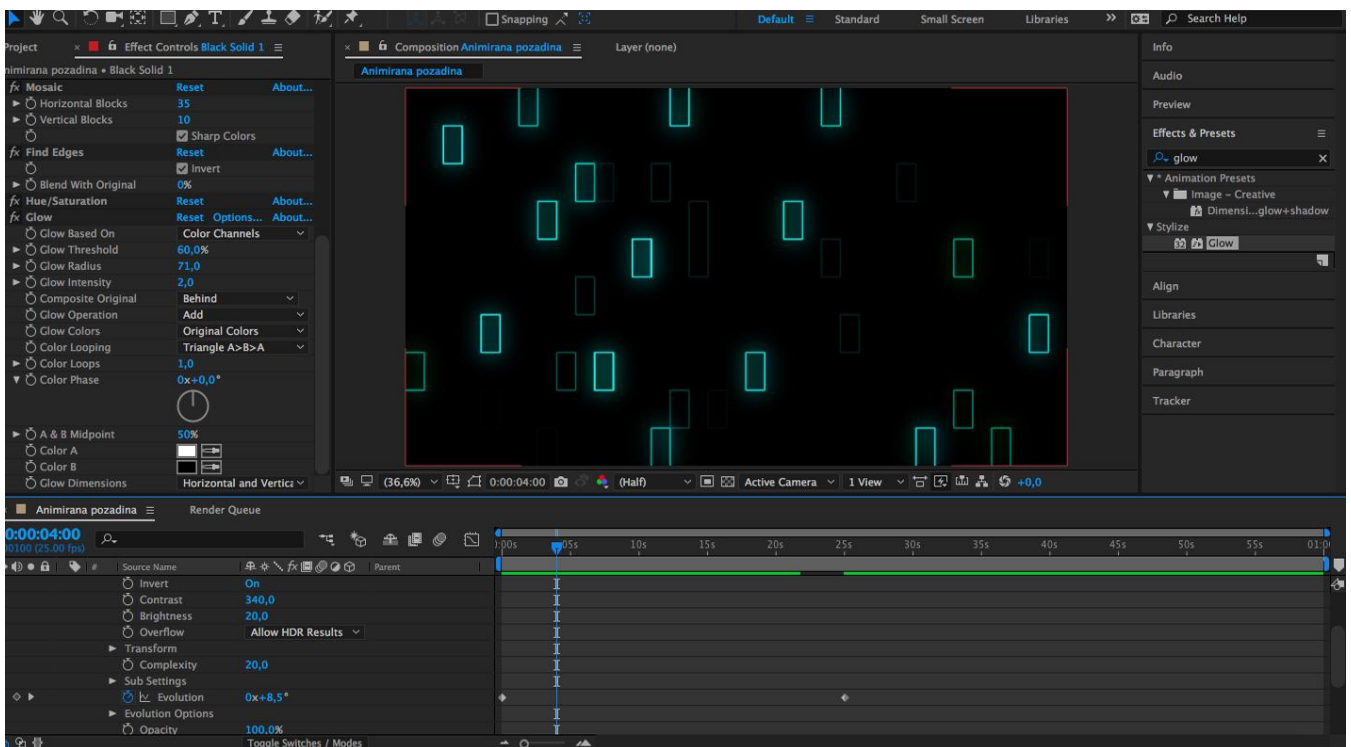 Snapping
Default
Standard
Small Screen
Libraries
Search Help
Project
Effect Controls Black Solid 1
Composition Animirana pozadina
Layer (none)
Info
nimirana pozadina • Black Solid 1
Animirana pozadina
Audio
fx Mosaic Reset About...
Horizontal Blocks 35
Vertical Blocks 10
Sharp Colors
fx Find Edges Reset About...
Invert
Blend With Original 0%
fx Hue/Saturation Reset About...
fx Glow Reset Options... About...
Glow Based On Color Channels
Glow Threshold 60,0%
Glow Radius 71,0
Glow Intensity 2,0
Composite Original Behind
Glow Operation Add
Glow Colors Original Colors
Color Looping Triangle A>B>A
Color Loops 1,0
Color Phase 0x+0,0°
A & B Midpoint 50%
Color A
Color B
Glow Dimensions Horizontal and Vertica
Preview
Effects & Presets
glow
* Animation Presets
Image – Creative
Dimensi...glow+shadow
Stylize
32 Glow
Align
Libraries
Character
Paragraph
Tracker
(36,6%) 0:00:04:00 (Half) Active Camera 1 View +0,0
Animirana pozadina
Render Queue
0:00:04:00
00100 (25.00 fps)
):00s 05s 10s 15s 20s 25s 30s 35s 40s 45s 50s 55s 01:0
# Source Name fx Parent
Invert On
Contrast 340,0
Brightness 20,0
Overflow Allow HDR Results
Transform
Complexity 20,0
Sub Settings
Evolution 0x+8,5°
Evolution Options
Opacity 100,0%
Toggle Switches / Modes